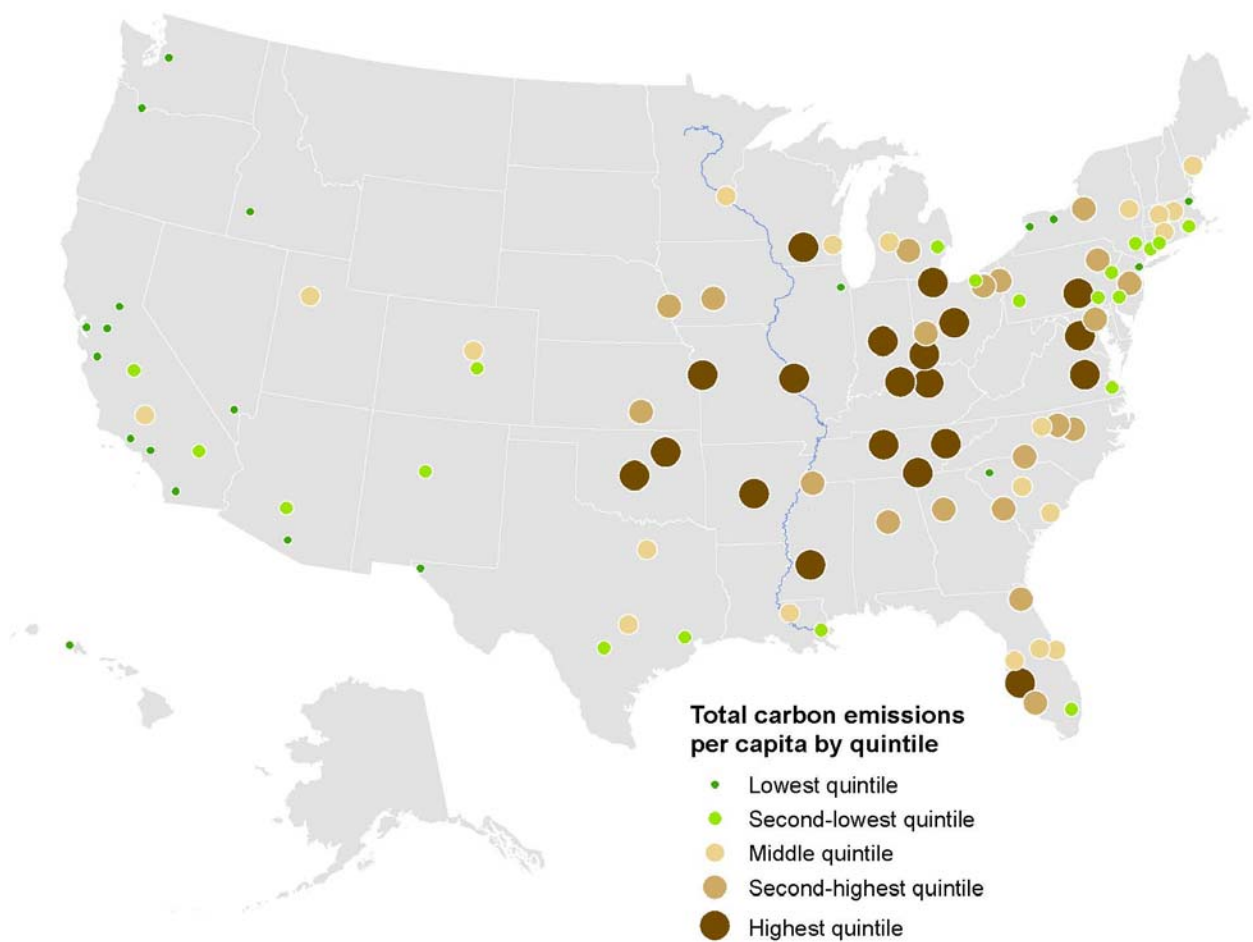 Total carbon emissions
per capita by quintile
Lowest quintile
Second-lowest quintile
Middle quintile
Second-highest quintile
Highest quintile